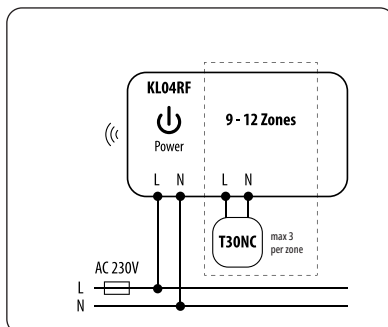 KL04RF
Power
9 - 12 Zones
L N L N
T30NC
max 3
per zone
AC 230V
L
N